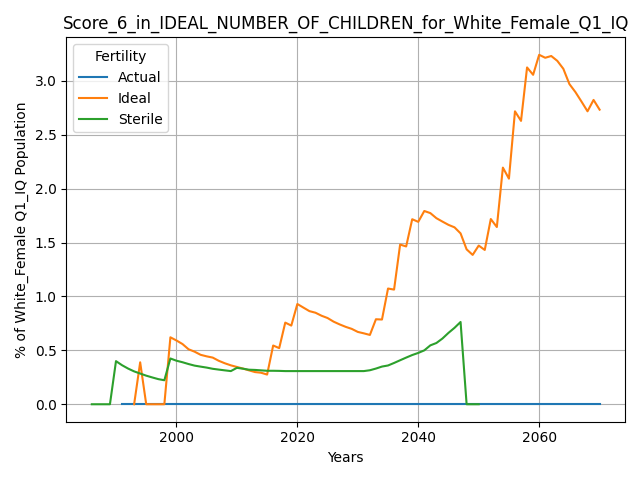 Score_6_in_IDEAL_NUMBER_OF_CHILDREN_for_White_Female_Q1_IQ
Fertility
Actual
Ideal
Sterile
% of White_Female Q1_IQ Population
3.0
2.5
2.0
1.5
1.0
0.5
0.0
2000
2020
2040
2060
Years